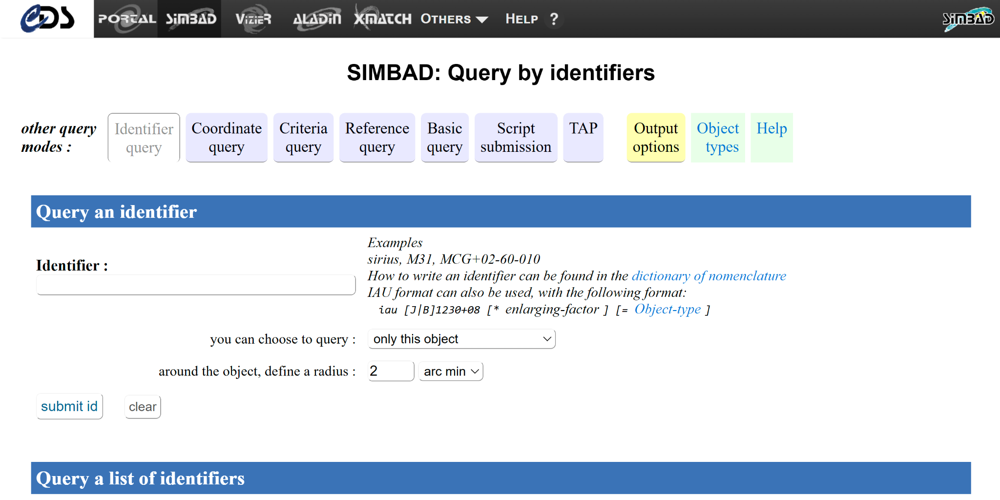 CDS PORTAL SIMBAD VIZIER ALADIN X-MATCH OTHERS HELP ? SIMBAD
SIMBAD: Query by identifiers
other query modes :
Identifier query
Coordinate query
Criteria query
Reference query
Basic query
Script submission
TAP
Output options
Object types
Help
Query an identifier
Identifier :
Examples
sirius, M31, MCG+02-60-010
How to write an identifier can be found in the dictionary of nomenclature
IAU format can also be used, with the following format:
iau [J|B]1230+08 [* enlarging-factor ] [= Object-type ]
you can choose to query : only this object
around the object, define a radius : 2 arc min
submit id clear
Query a list of identifiers